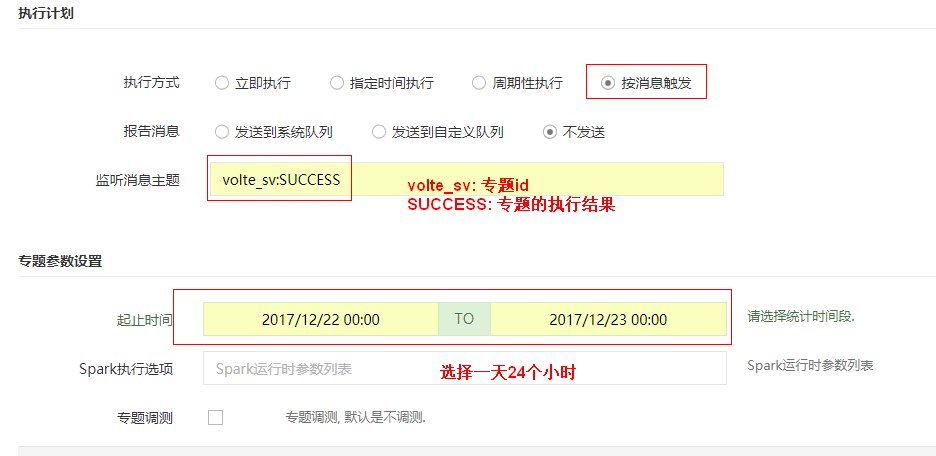 执行计划
执行方式 立即执行 指定时间执行 周期性执行 按消息触发
报告消息 发送到系统队列 发送到自定义队列 不发送
监听消息主题 volte_sv:SUCCESS volte_sv: 专题id
SUCCESS: 专题的执行结果
专题参数设置
起止时间 2017/12/22 00:00 TO 2017/12/23 00:00 请选择统计时间段.
Spark执行选项 Spark运行时参数列表 选择一天24个小时 Spark运行时参数列表
专题调测 专题调测, 默认是不调测.